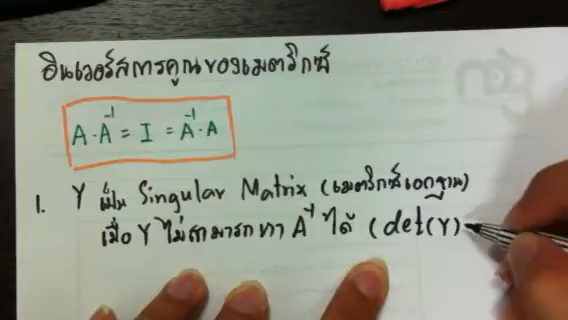 อินเวอร์สการคูณของเมตริกซ์
A·A⁻¹ = I = A⁻¹·A
1. Y เป็น Singular Matrix (เมตริกซ์เอกฐาน)
เมื่อ Y ไม่สามารถหา A⁻¹ ได้ (det(Y)